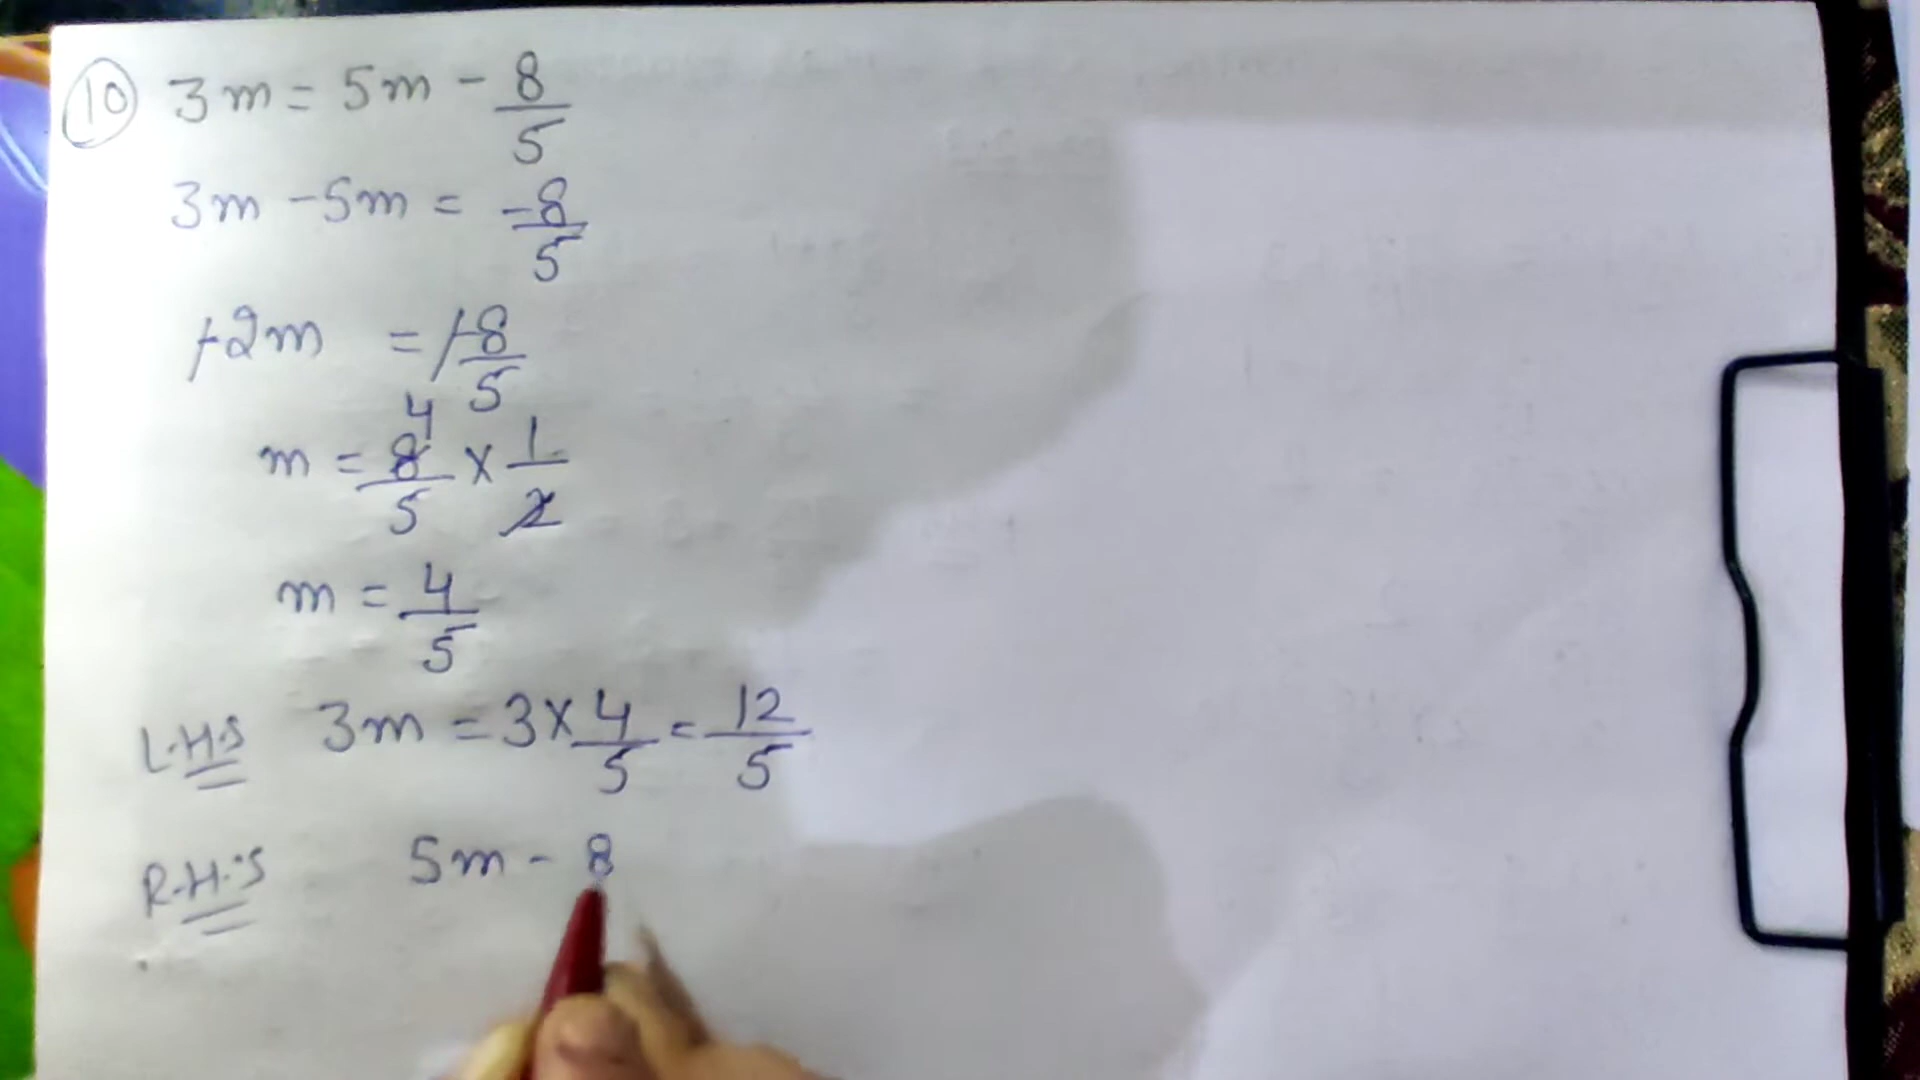 10 3m = 5m - 8/5
3m - 5m = -8/5
-2m = -8/5
m = 8/5 4 × 1/2
m = 4/5
L.H.S 3m = 3 × 4/5 = 12/5
R.H.S 5m - 8